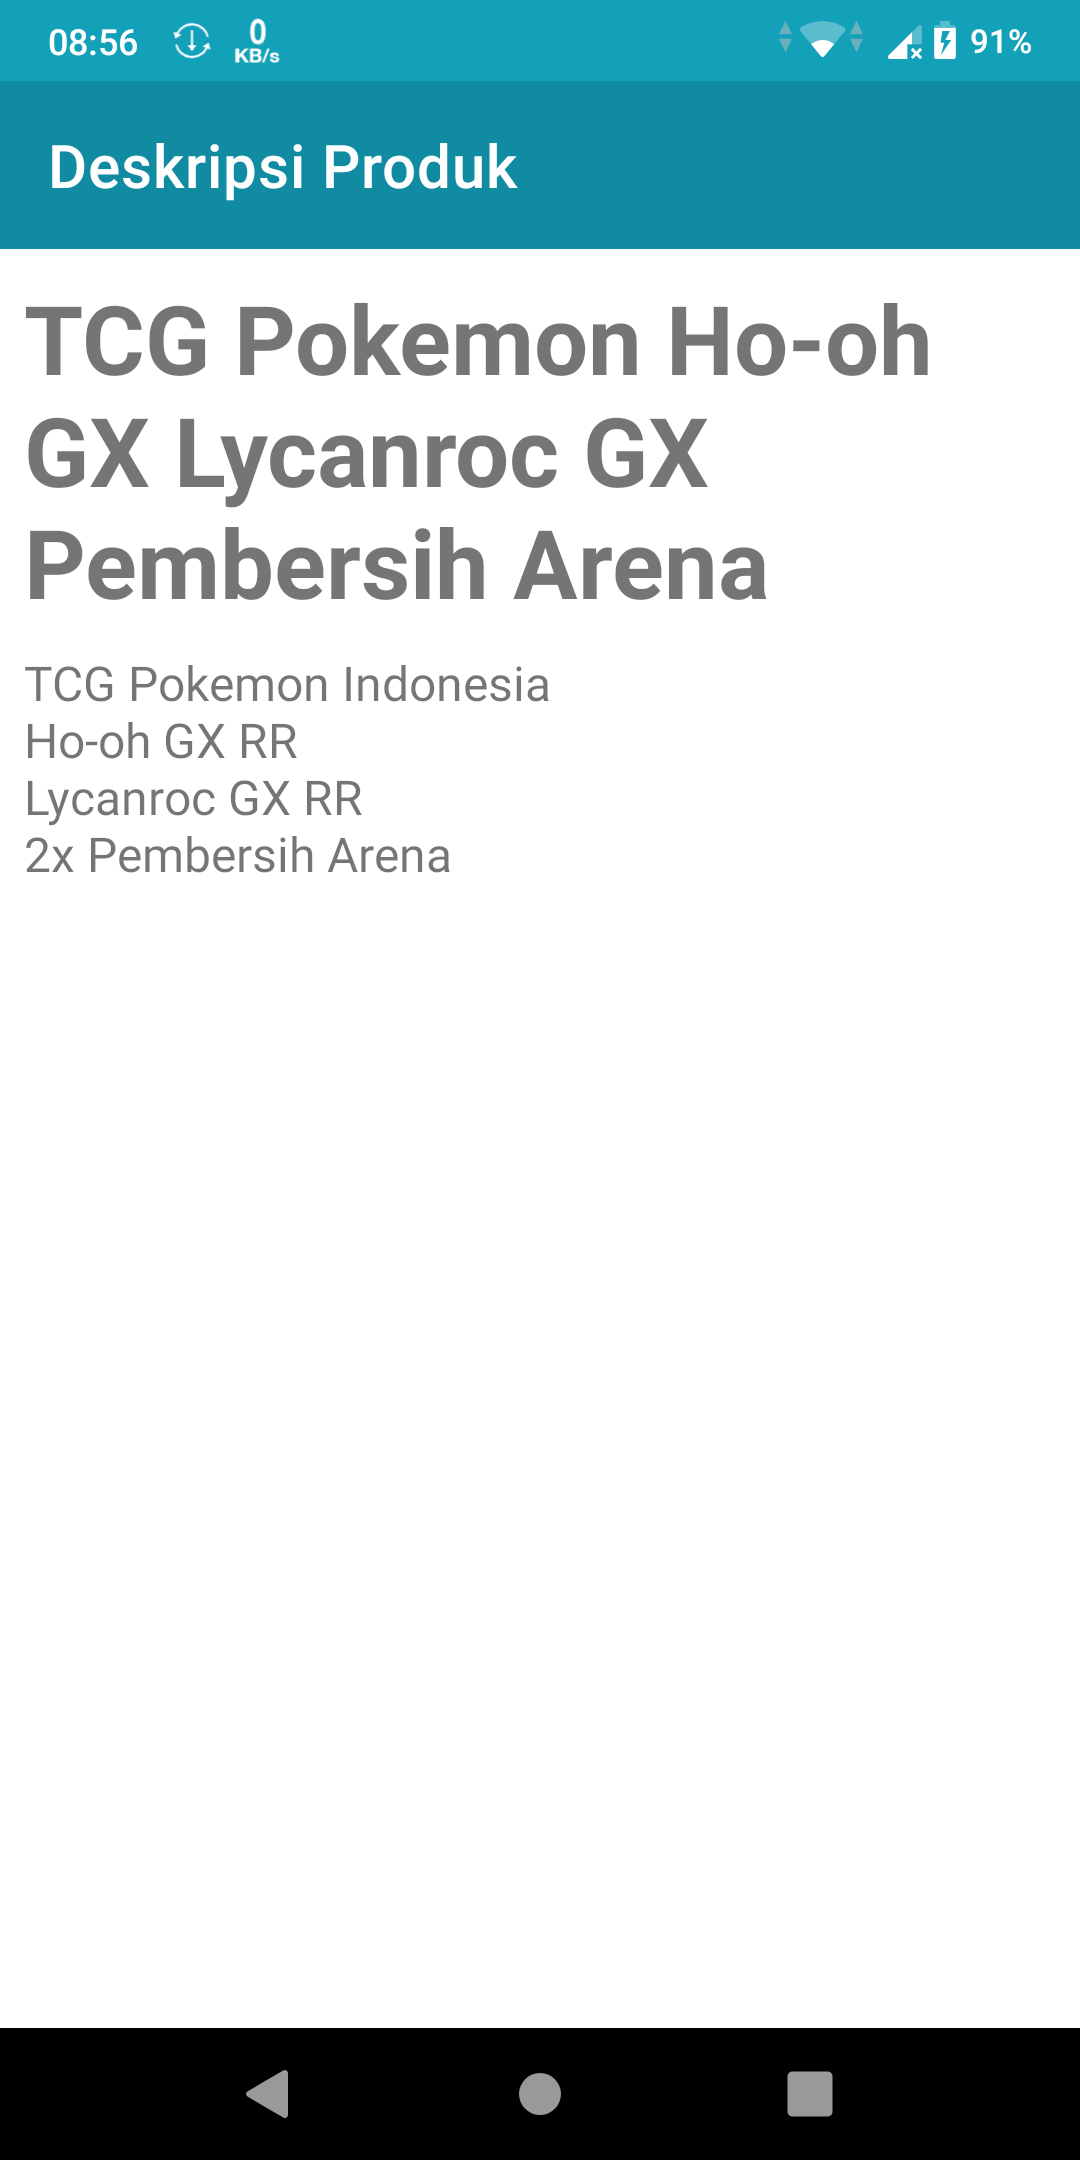 08:56 0 KB/s 91%
Deskripsi Produk
TCG Pokemon Ho-oh
GX Lycanroc GX
Pembersih Arena
TCG Pokemon Indonesia
Ho-oh GX RR
Lycanroc GX RR
2x Pembersih Arena